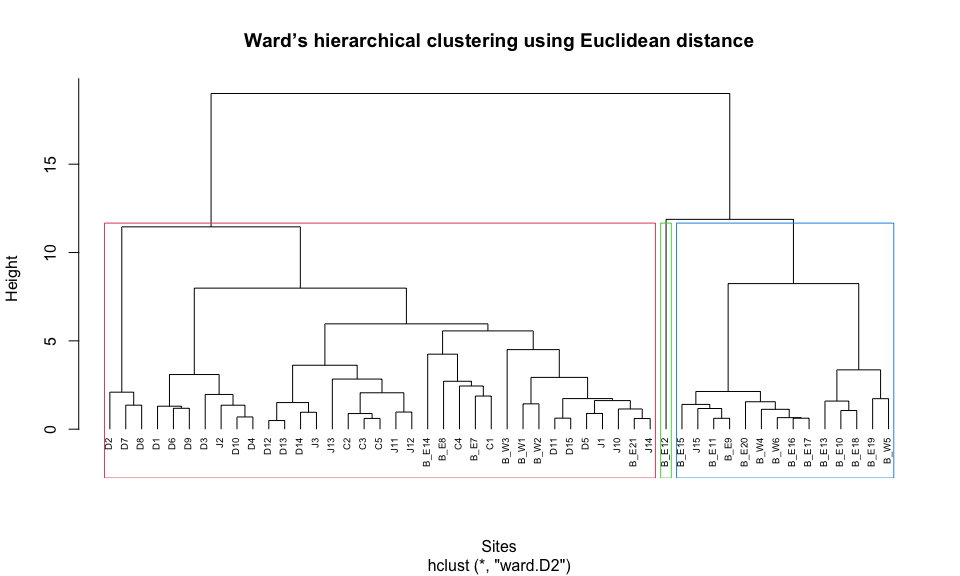 Ward’s hierarchical clustering using Euclidean distance
Height
15
10
5
0
D2
D7
D8
D1
D6
D9
D3
J2
D10
D4
D12
D13
D14
J3
J13
C2
C3
C5
J11
J12
B_E14
B_E8
C4
B_E7
C1
B_W3
B_W1
B_W2
D11
D15
D5
J1
J10
B_E21
J14
B_E12
B_E15
J15
B_E11
B_E9
B_E20
B_W4
B_W6
B_E16
B_E17
B_E13
B_E10
B_E18
B_E19
B_W5
Sites
hclust (*, "ward.D2")